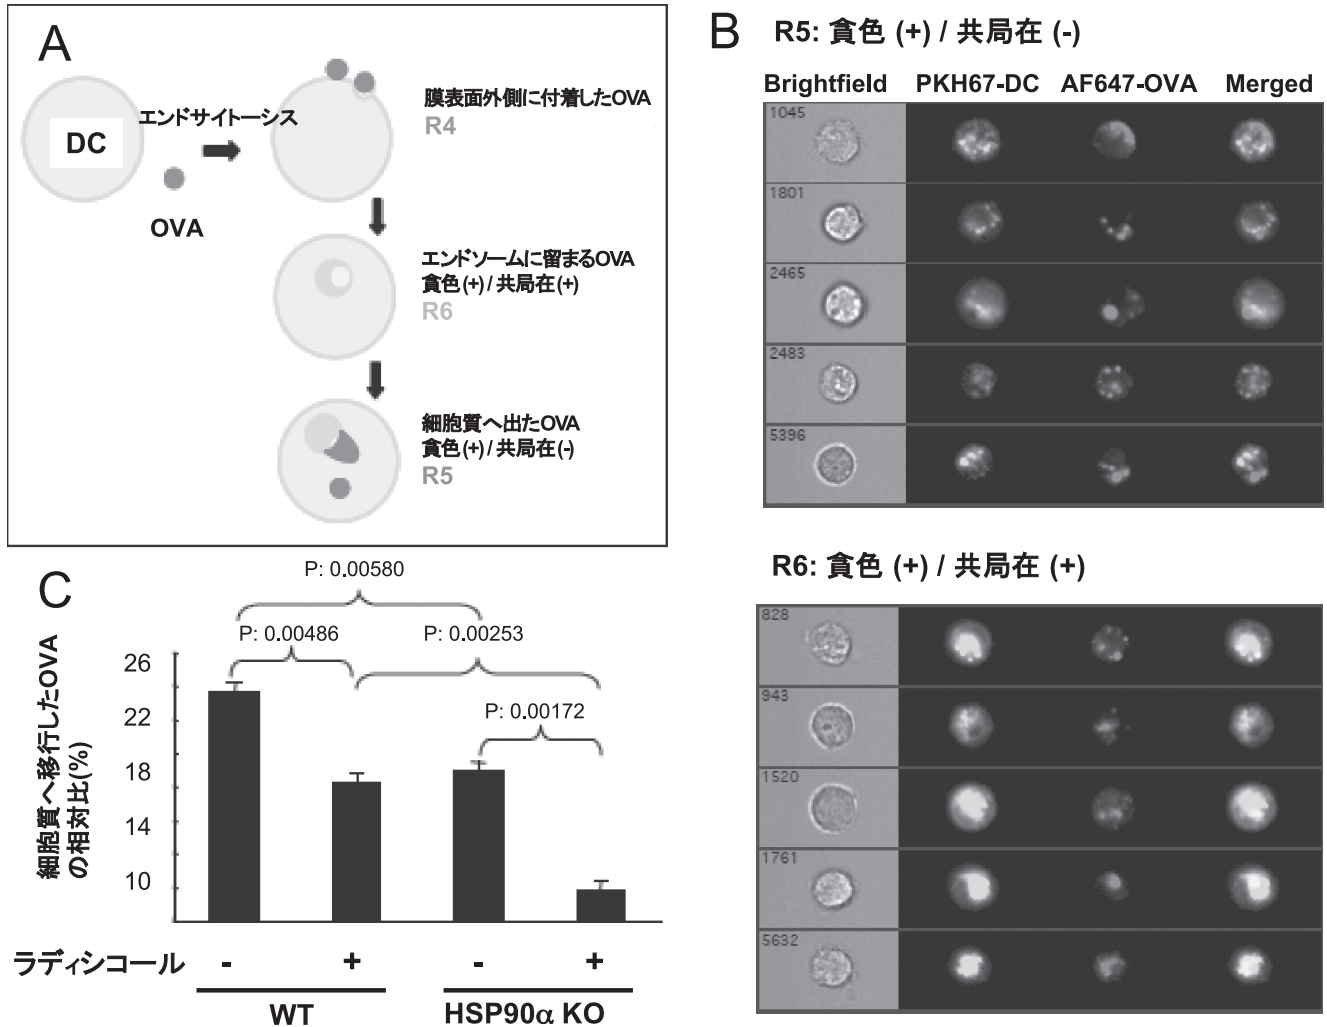 A
DC
エンドサイトーシス
OVA
膜表面外側に付着したOVA
R4
エンドソームに留まるOVA
貪色(+) / 共局在(+)
R6
細胞質へ出たOVA
貪色(+) / 共局在(-)
R5
B
R5: 貪色 (+) / 共局在 (-)
Brightfield PKH67-DC AF647-OVA Merged
1045
1801
2465
2483
5396
R6: 貪色 (+) / 共局在 (+)
828
943
1520
1761
5632
C
P: 0.00580
P: 0.00486
P: 0.00253
P: 0.00172
細胞質へ移行したOVA
の相対比(%)
26
22
18
14
10
ラディシコール - + - +
WT HSP90α KO